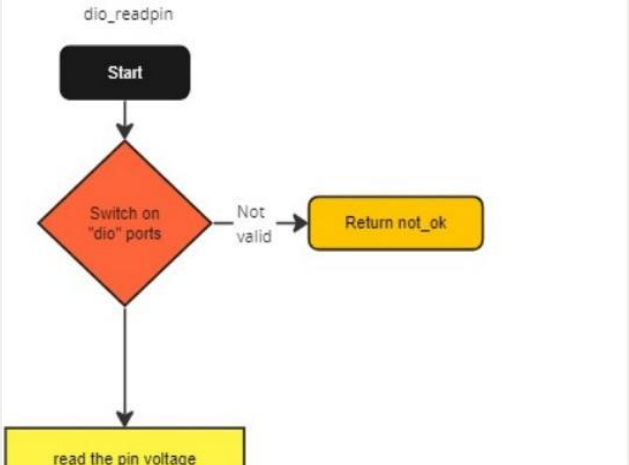 dio_readpin
Start
Switch on
"dio" ports
Not
valid
Return not_ok
read the pin voltage